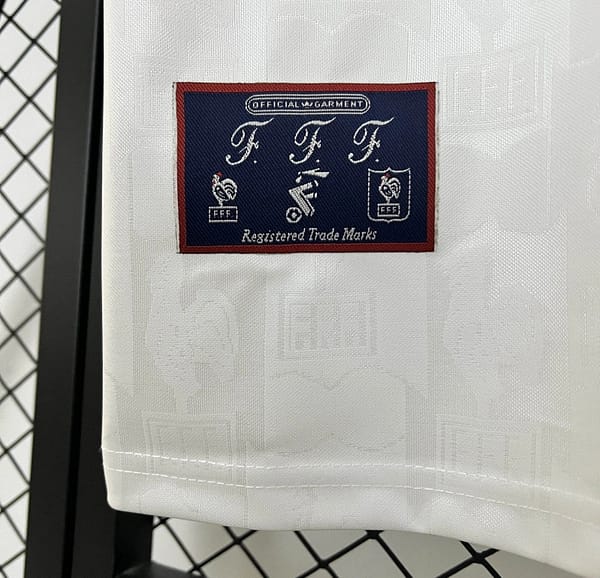 OFFICIAL GARMENT
F. F. F.
F.F.F. F.F.F.
Registered Trade Marks
FFF
FFF